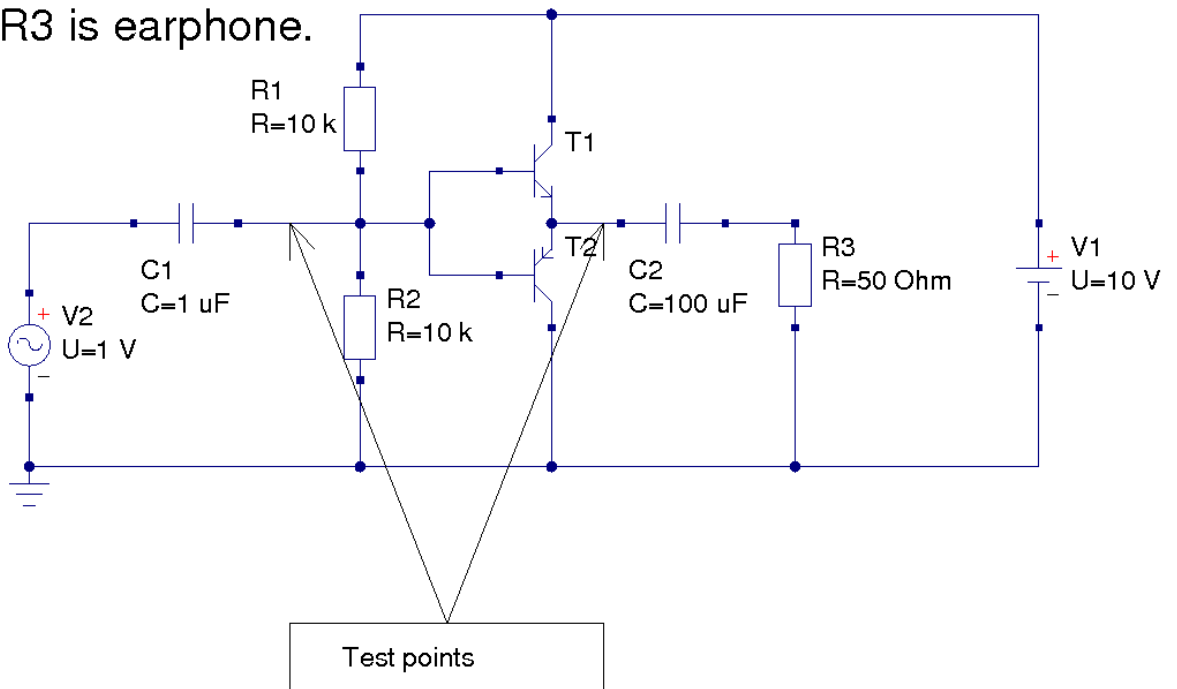 R3 is earphone.
R1
R=10 k
T1
C1
C=1 uF
V2
U=1 V
R2
R=10 k
T2
C2
C=100 uF
R3
R=50 Ohm
V1
U=10 V
Test points